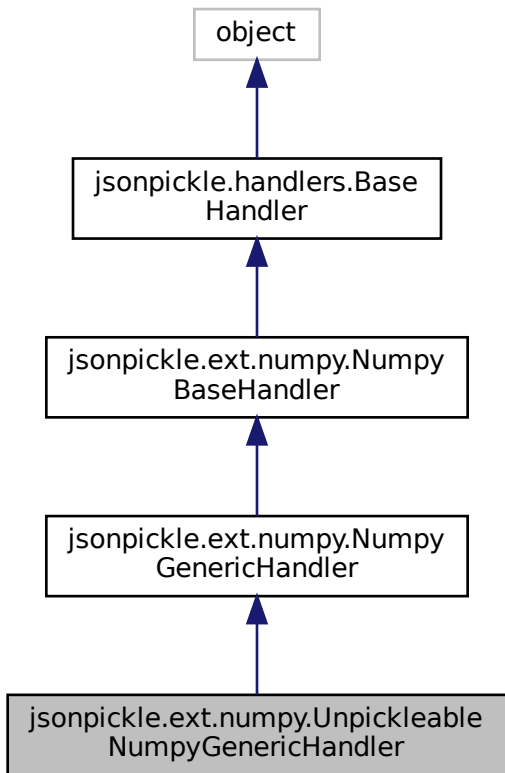 object
jsonpickle.handlers.Base
Handler
jsonpickle.ext.numpy.Numpy
BaseHandler
jsonpickle.ext.numpy.Numpy
GenericHandler
jsonpickle.ext.numpy.Unpickleable
NumpyGenericHandler